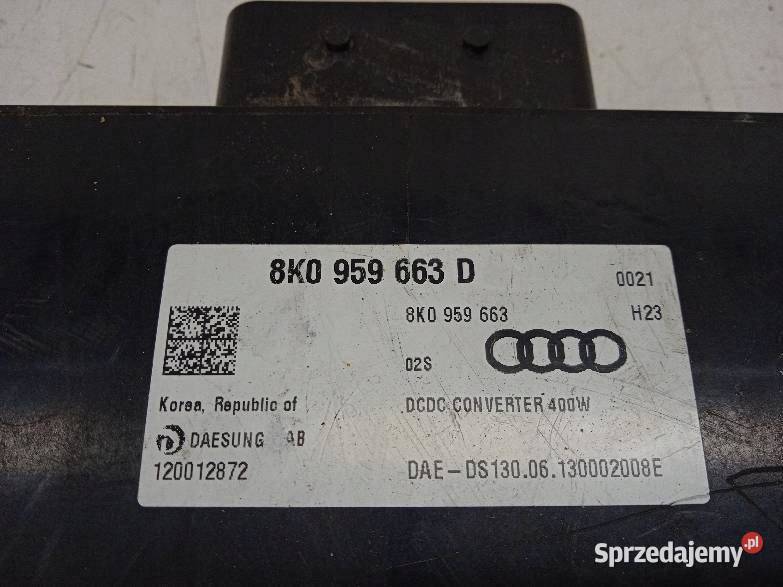 8K0 959 663 D
0021
8K0 959 663
H23
02S
Korea, Republic of
DCDC CONVERTER 400W
DAESUNG AB
120012872
DAE-DS130.06.130002008E
Sprzedajemy.pl